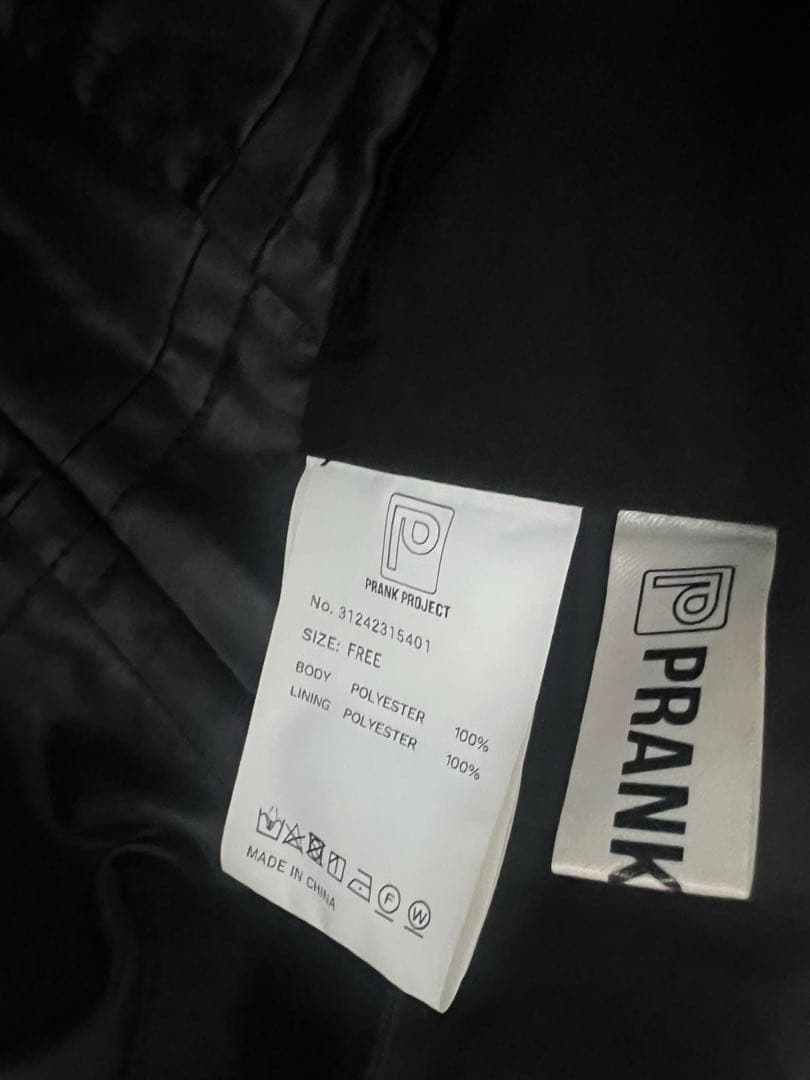 PRANK PROJECT
No. 31242315401
SIZE: FREE
BODY POLYESTER 100%
LINING POLYESTER 100%
F W
MADE IN CHINA
PRANK